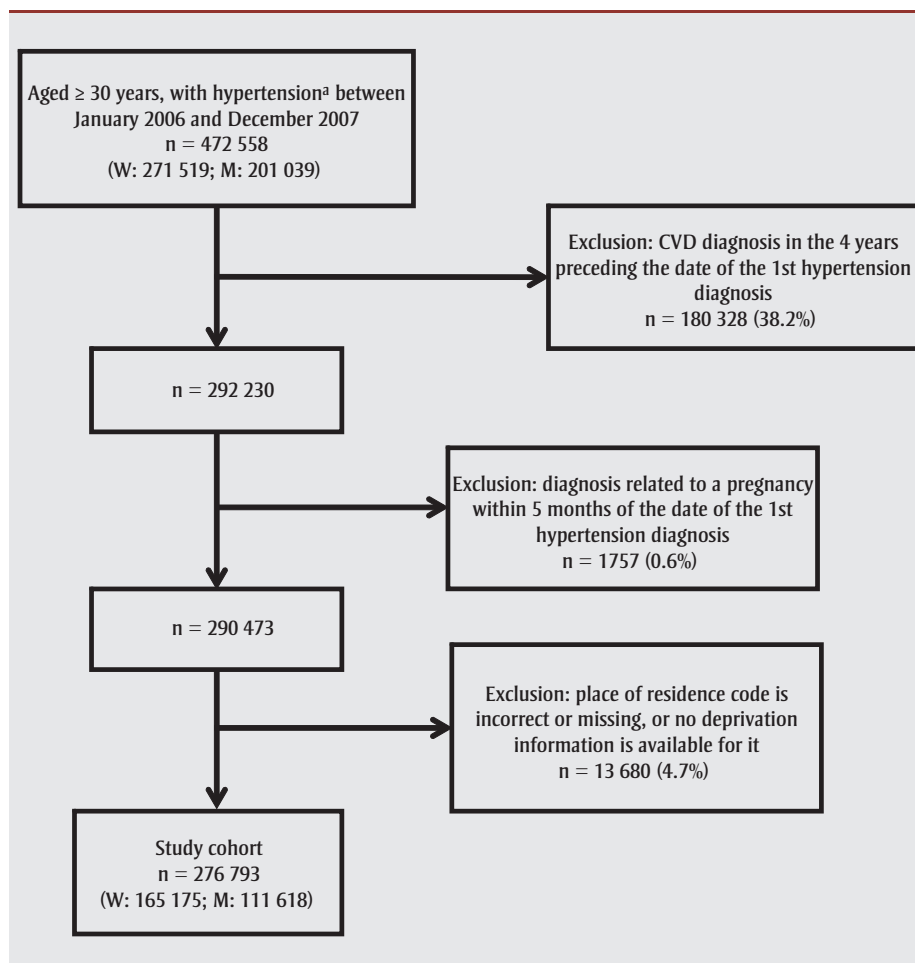 Aged ≥ 30 years, with hypertensionª between
January 2006 and December 2007
n = 472 558
(W: 271 519; M: 201 039)
Exclusion: CVD diagnosis in the 4 years
preceding the date of the 1st hypertension
diagnosis
n = 180 328 (38.2%)
n = 292 230
Exclusion: diagnosis related to a pregnancy
within 5 months of the date of the 1st
hypertension diagnosis
n = 1757 (0.6%)
n = 290 473
Exclusion: place of residence code is
incorrect or missing, or no deprivation
information is available for it
n = 13 680 (4.7%)
Study cohort
n = 276 793
(W: 165 175; M: 111 618)